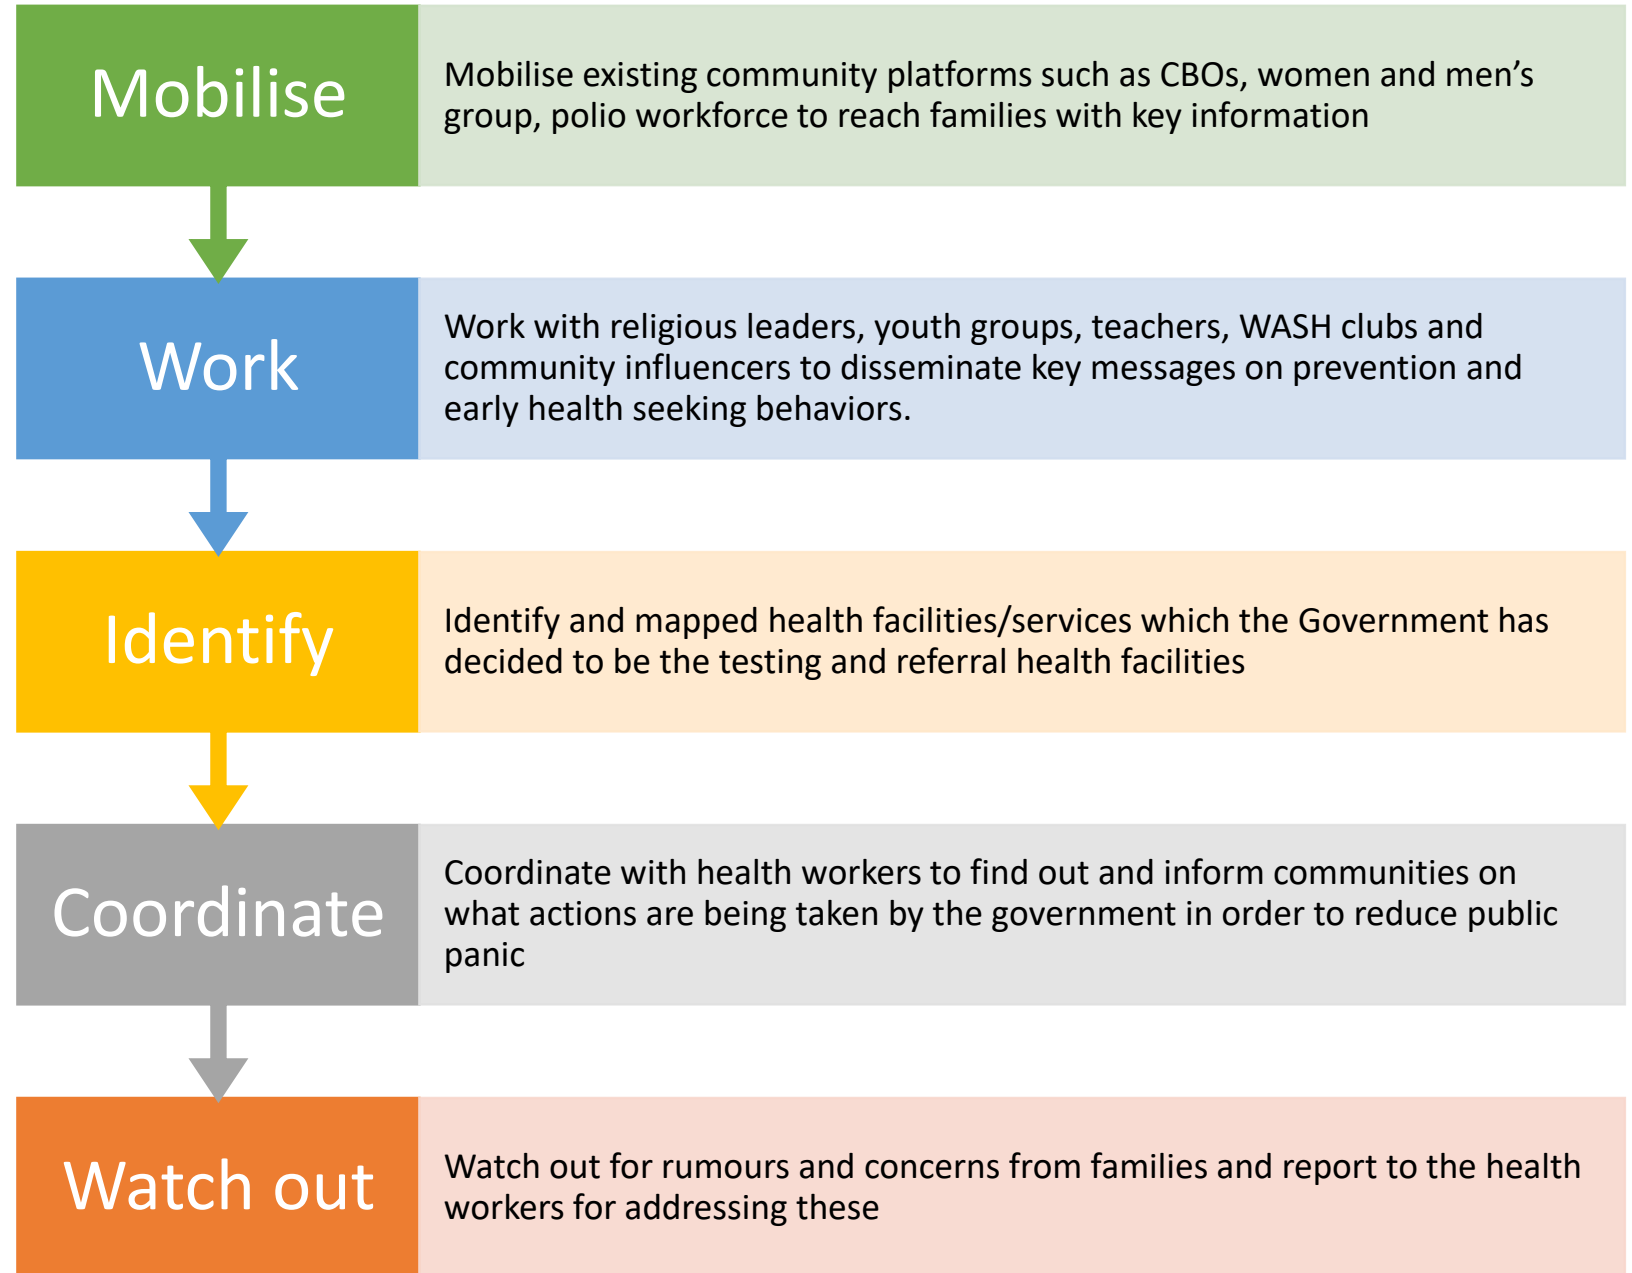 Mobilise
Mobilise existing community platforms such as CBOs, women and men’s
group, polio workforce to reach families with key information
Work
Work with religious leaders, youth groups, teachers, WASH clubs and
community influencers to disseminate key messages on prevention and
early health seeking behaviors.
Identify
Identify and mapped health facilities/services which the Government has
decided to be the testing and referral health facilities
Coordinate
Coordinate with health workers to find out and inform communities on
what actions are being taken by the government in order to reduce public
panic
Watch out
Watch out for rumours and concerns from families and report to the health
workers for addressing these